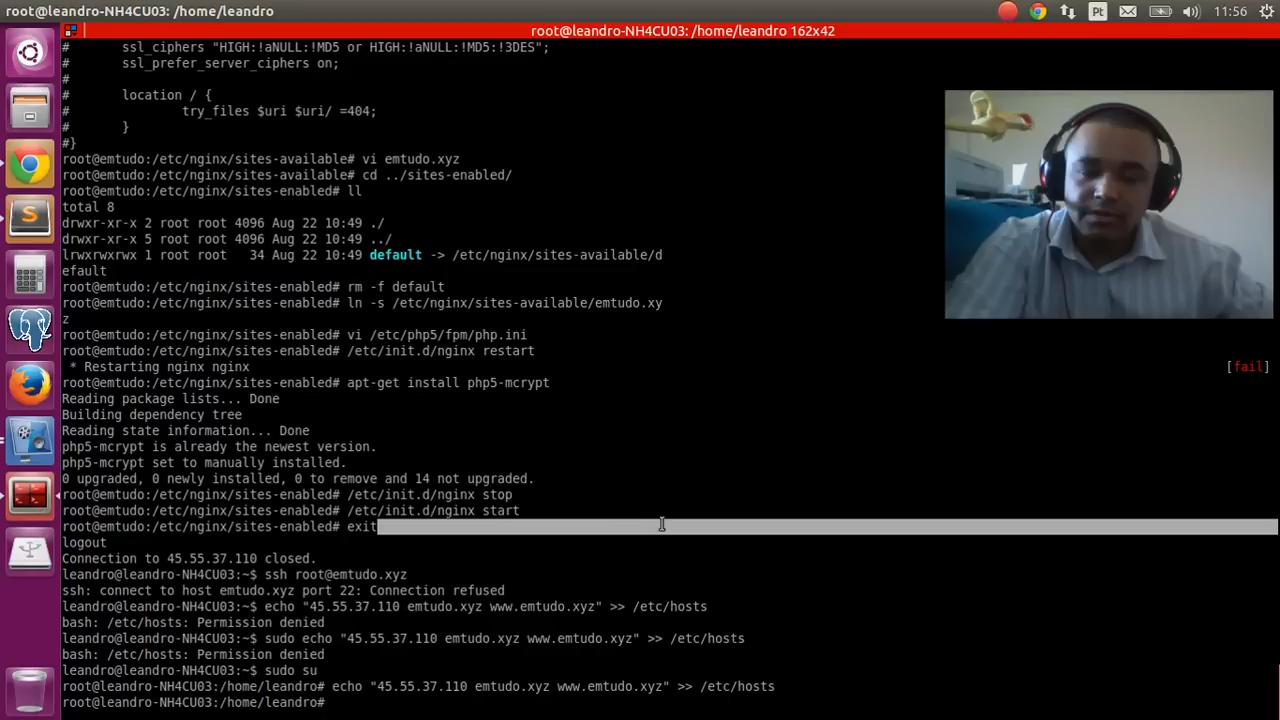 root@leandro-NH4CU03: /home/leandro
Pt
11:56
root@leandro-NH4CU03: /home/leandro 162x42
#       ssl_ciphers "HIGH:!aNULL:!MD5 or HIGH:!aNULL:!MD5:!3DES";
#       ssl_prefer_server_ciphers on;
#
#       location / {
#               try_files $uri $uri/ =404;
#       }
#}
root@emtudo:/etc/nginx/sites-available# vi emtudo.xyz
root@emtudo:/etc/nginx/sites-available# cd ../sites-enabled/
root@emtudo:/etc/nginx/sites-enabled# ll
total 8
drwxr-xr-x 2 root root 4096 Aug 22 10:49 ./
drwxr-xr-x 5 root root 4096 Aug 22 10:49 ../
lrwxrwxrwx 1 root root   34 Aug 22 10:49 default -> /etc/nginx/sites-available/d
efault
root@emtudo:/etc/nginx/sites-enabled# rm -f default
root@emtudo:/etc/nginx/sites-enabled# ln -s /etc/nginx/sites-available/emtudo.xy
z
root@emtudo:/etc/nginx/sites-enabled# vi /etc/php5/fpm/php.ini
root@emtudo:/etc/nginx/sites-enabled# /etc/init.d/nginx restart
 * Restarting nginx nginx [fail]
root@emtudo:/etc/nginx/sites-enabled# apt-get install php5-mcrypt
Reading package lists... Done
Building dependency tree
Reading state information... Done
php5-mcrypt is already the newest version.
php5-mcrypt set to manually installed.
0 upgraded, 0 newly installed, 0 to remove and 14 not upgraded.
root@emtudo:/etc/nginx/sites-enabled# /etc/init.d/nginx stop
root@emtudo:/etc/nginx/sites-enabled# /etc/init.d/nginx start
root@emtudo:/etc/nginx/sites-enabled# exit
logout
Connection to 45.55.37.110 closed.
leandro@leandro-NH4CU03:~$ ssh root@emtudo.xyz
ssh: connect to host emtudo.xyz port 22: Connection refused
leandro@leandro-NH4CU03:~$ echo "45.55.37.110 emtudo.xyz www.emtudo.xyz" >> /etc/hosts
bash: /etc/hosts: Permission denied
leandro@leandro-NH4CU03:~$ sudo echo "45.55.37.110 emtudo.xyz www.emtudo.xyz" >> /etc/hosts
bash: /etc/hosts: Permission denied
leandro@leandro-NH4CU03:~$ sudo su
root@leandro-NH4CU03:/home/leandro# echo "45.55.37.110 emtudo.xyz www.emtudo.xyz" >> /etc/hosts
root@leandro-NH4CU03:/home/leandro#